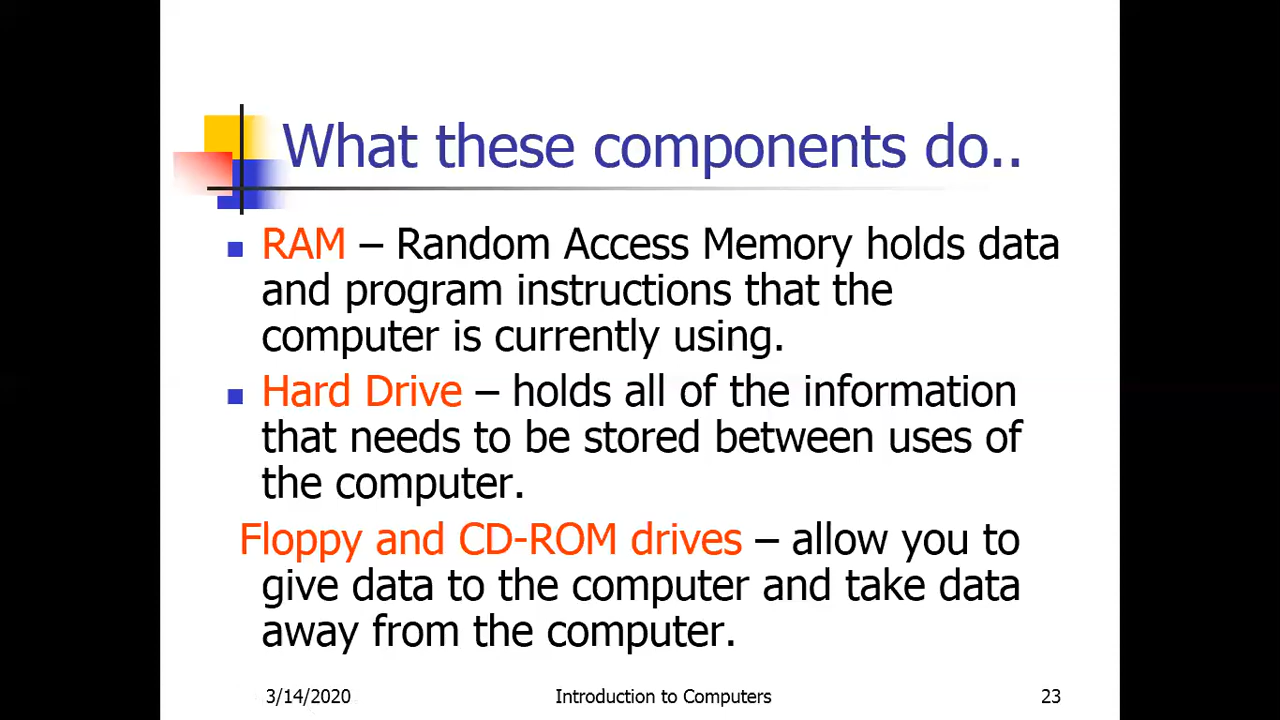 What these components do..
RAM – Random Access Memory holds data
and program instructions that the
computer is currently using.
Hard Drive – holds all of the information
that needs to be stored between uses of
the computer.
Floppy and CD-ROM drives – allow you to
give data to the computer and take data
away from the computer.
3/14/2020 Introduction to Computers 23